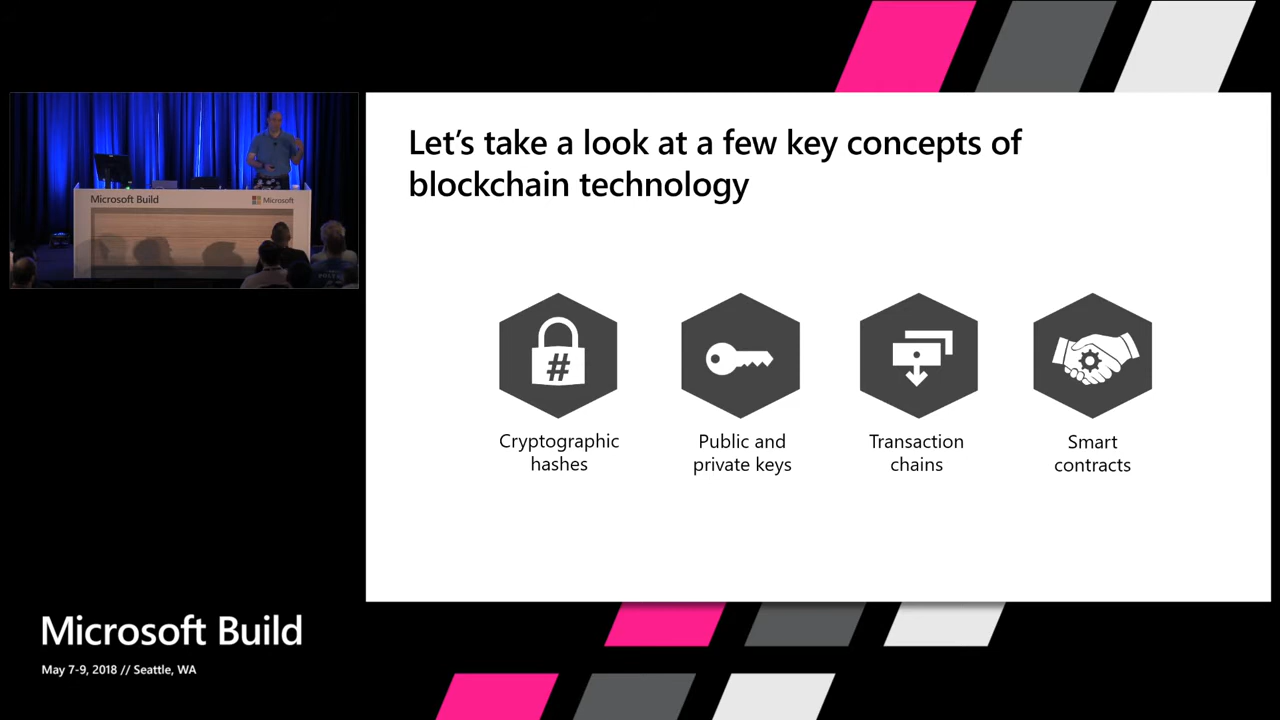 Let's take a look at a few key concepts of
blockchain technology
Microsoft Build
Microsoft
#
Cryptographic
hashes
Public and
private keys
Transaction
chains
Smart
contracts
Microsoft Build
May 7-9, 2018 // Seattle, WA